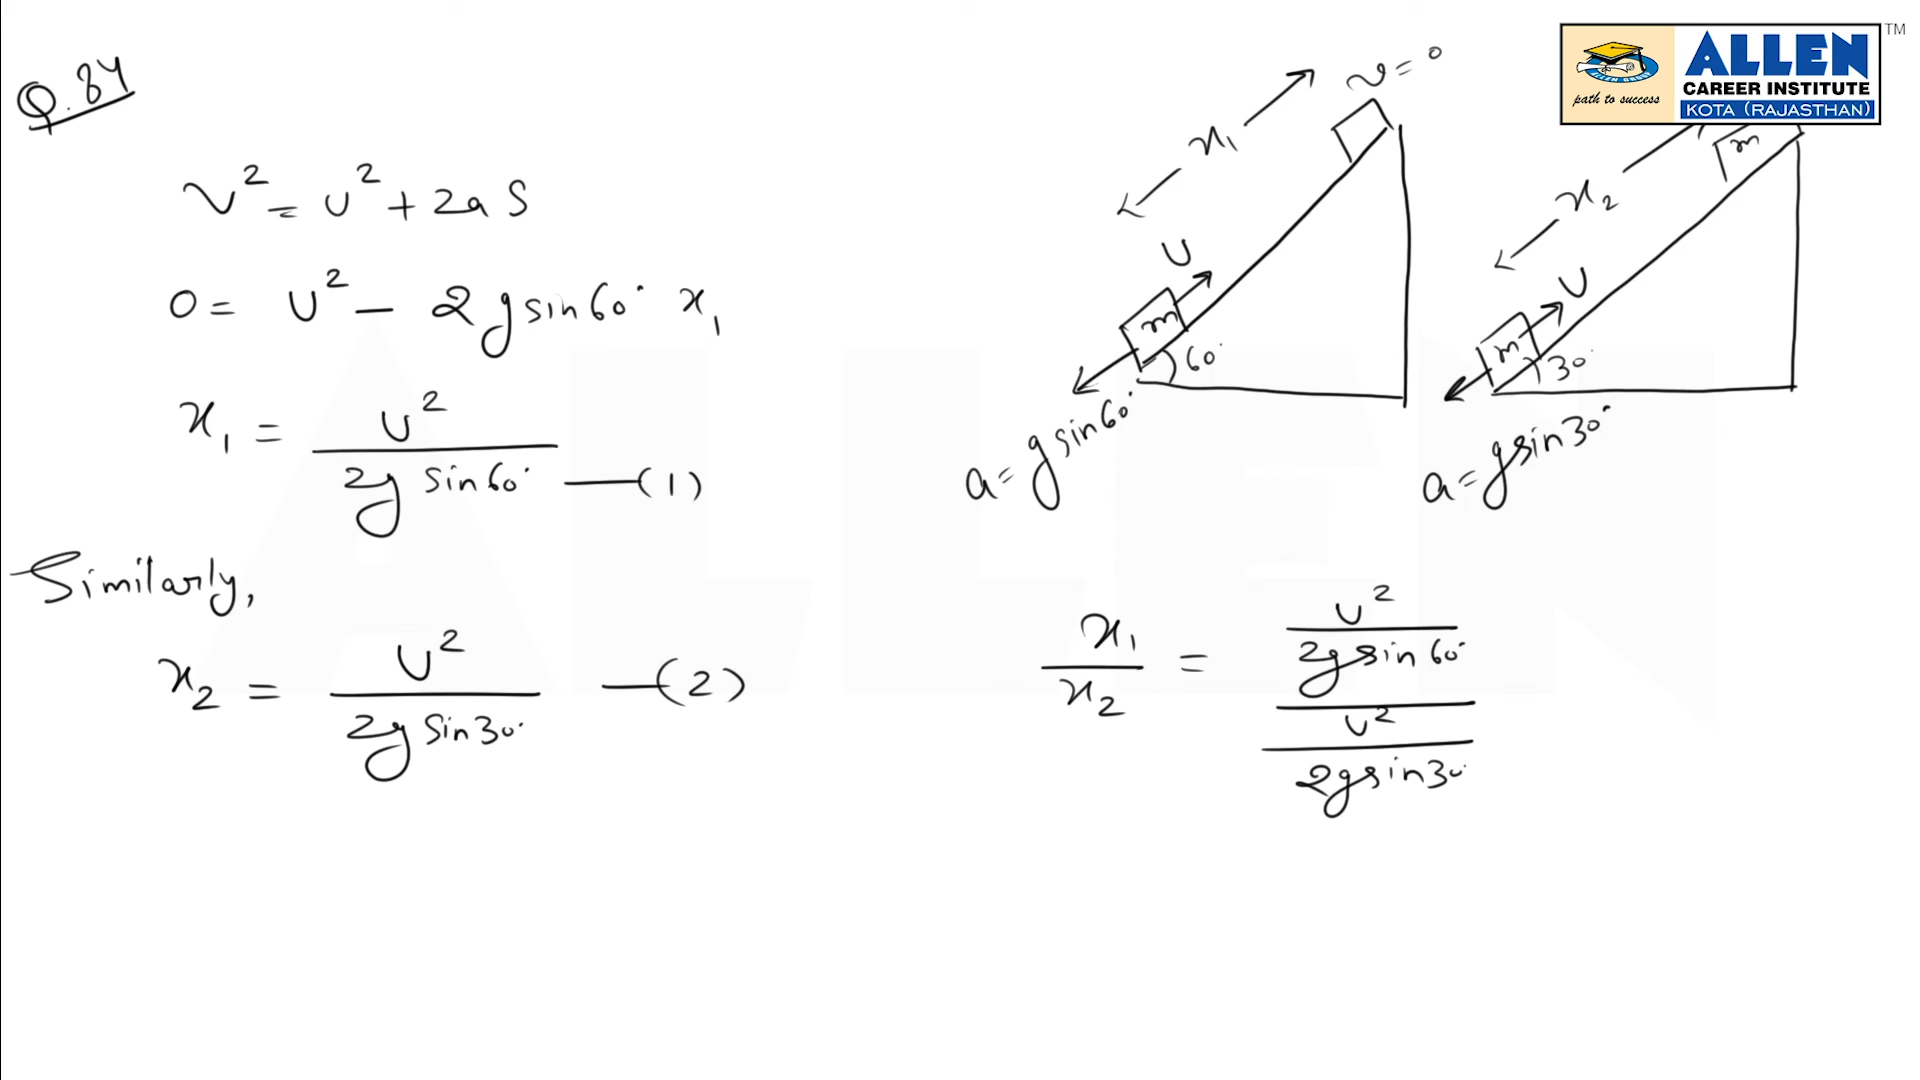 Q.84
v² = u² + 2a S
0 = u² − 2g sin60° x₁
x₁ = u² / 2g sin60° —(1)
Similarly,
x₂ = u² / 2g sin30° —(2)
v = 0
x₁
u
m
60°
a = g sin60°
x₂
m
u
m
30°
a = g sin30°
x₁ / x₂ = (u² / 2g sin60°) / (u² / 2g sin30°)
ALLEN
CAREER INSTITUTE
KOTA (RAJASTHAN)
path to success
TM
ALLEN